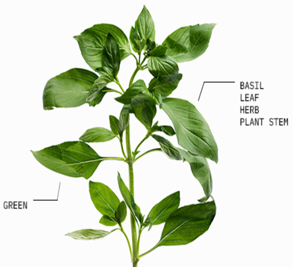 BASIL
LEAF
HERB
PLANT STEM
GREEN